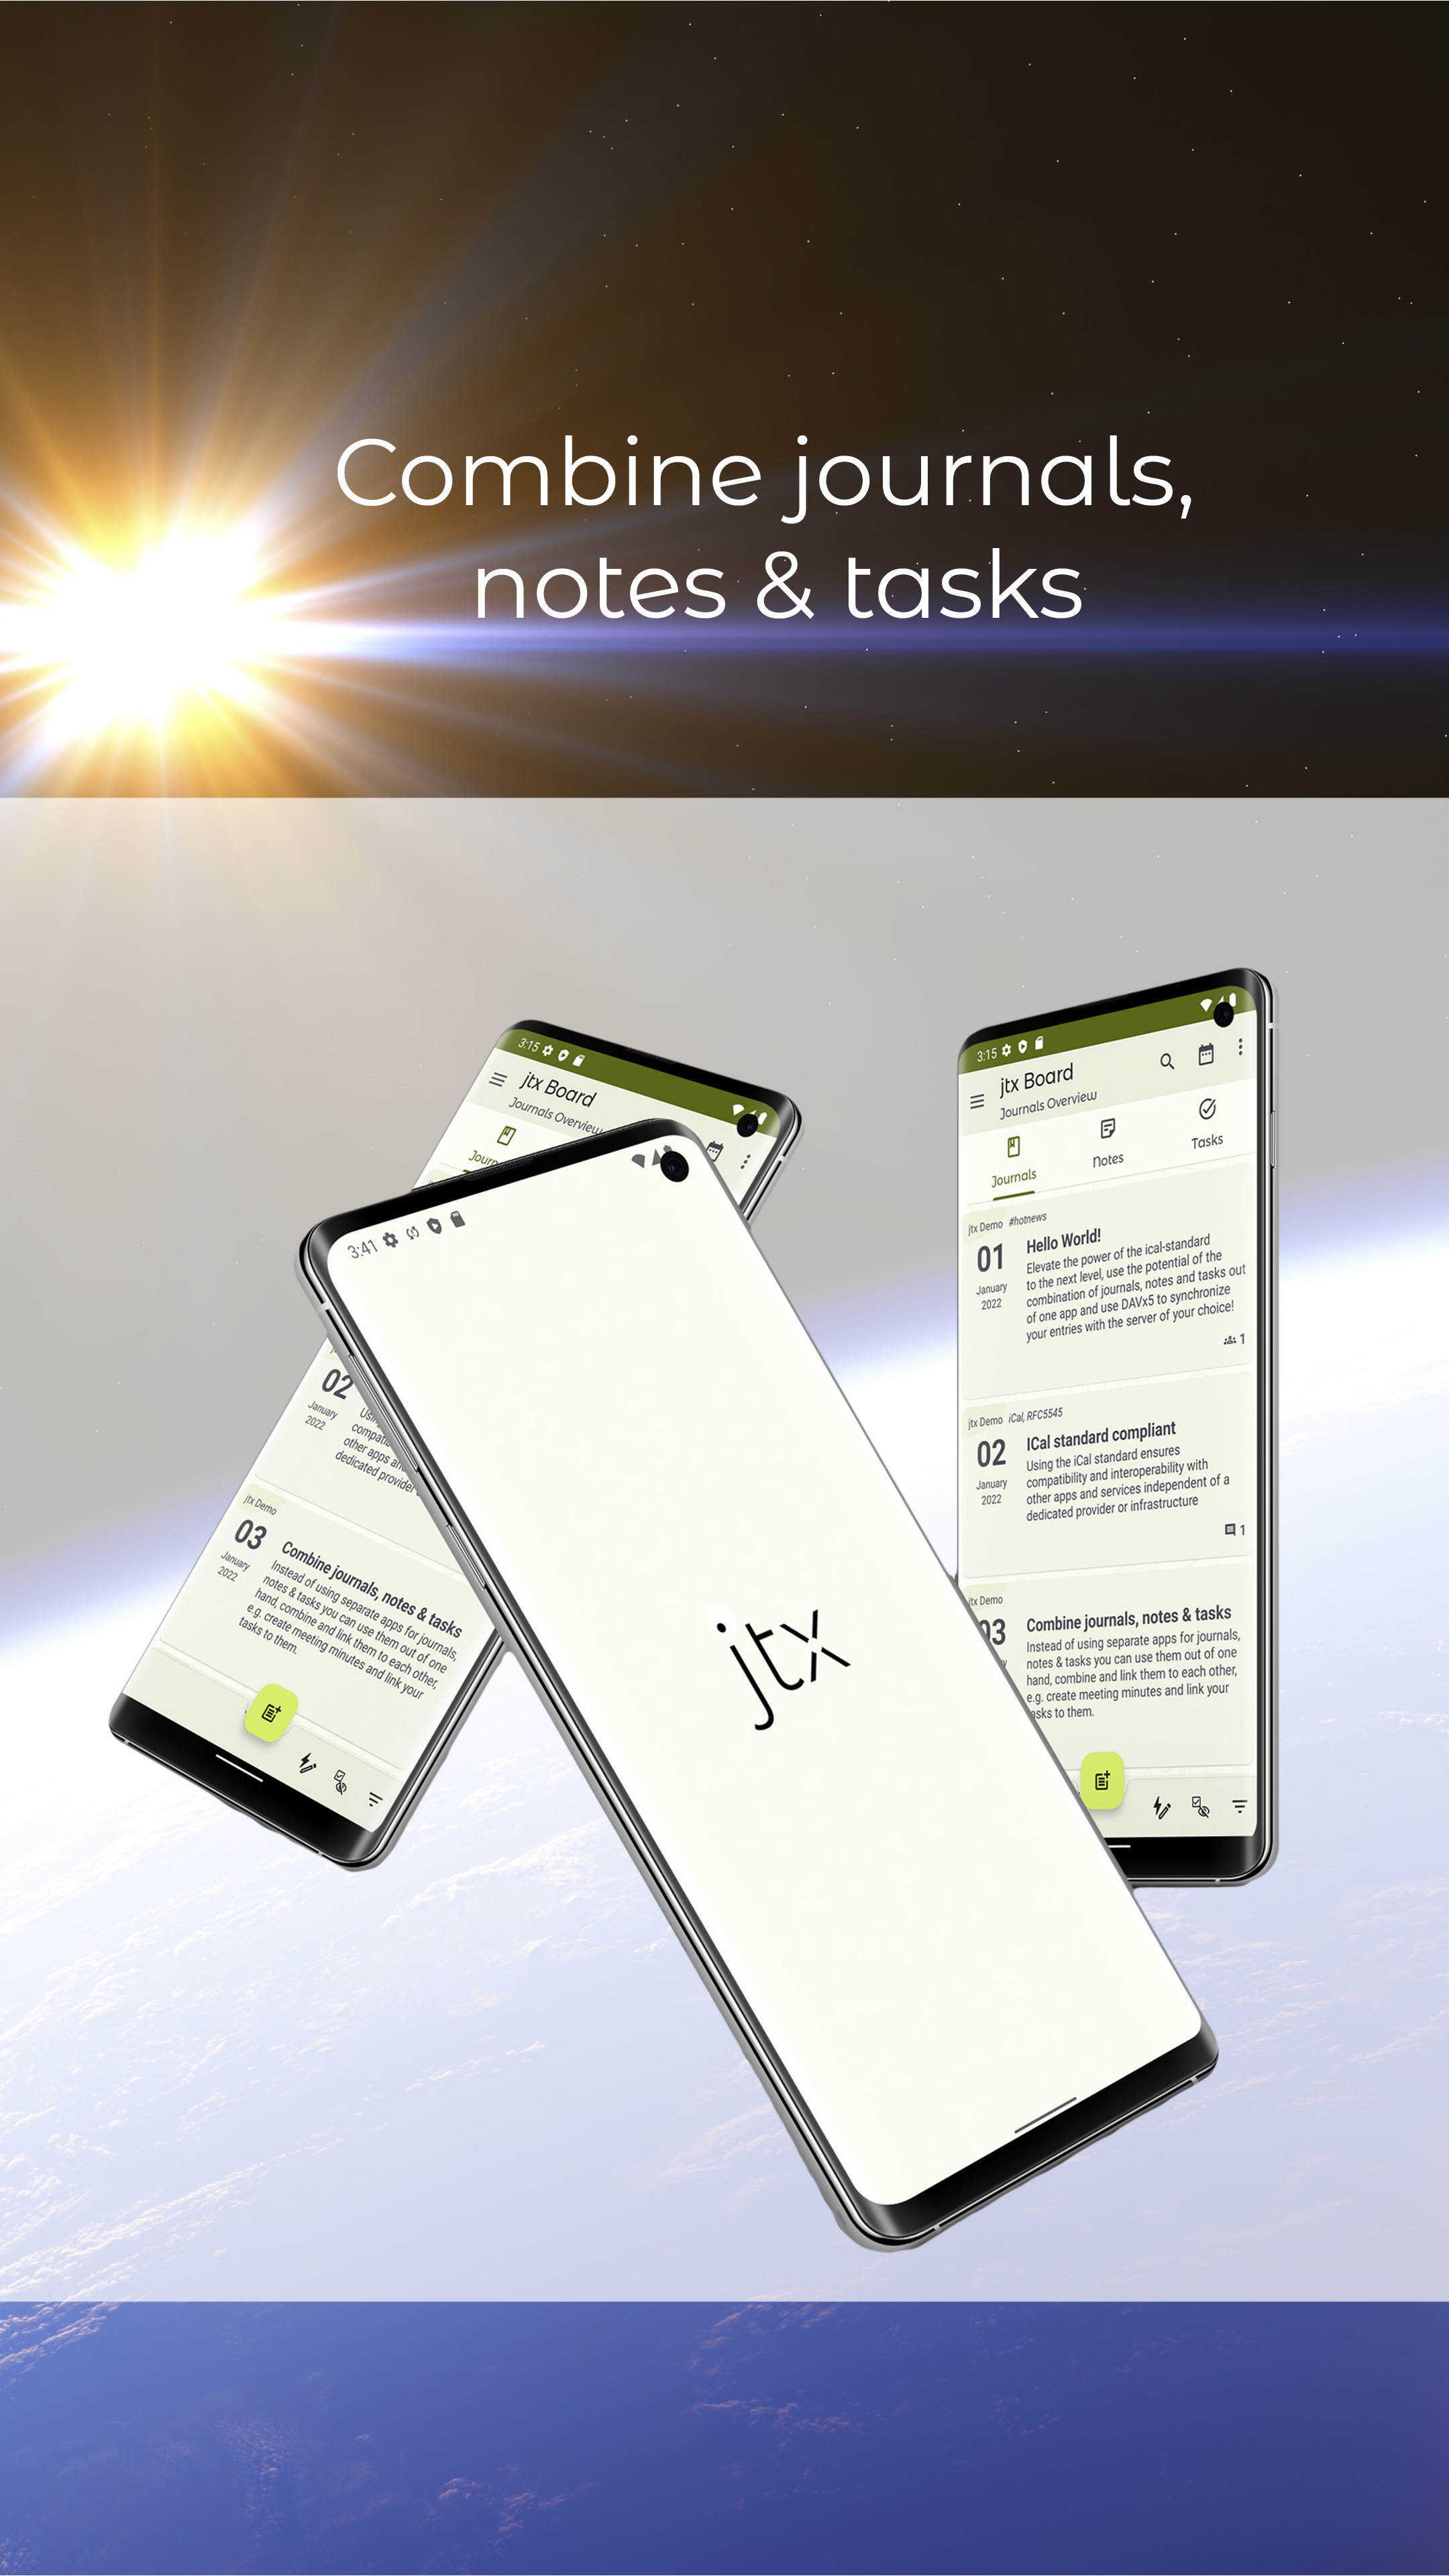 Combine journals,
notes & tasks
3:15
jtx Board
Journals Overview
02
January
2022
other apps
dedicated provider
jtx Demo
03
January
2022
Combine journals, notes & tasks
Instead of using separate apps for journals,
notes & tasks you can use them out of one
hand, combine and link them to each other,
e.g. create meeting minutes and link your
tasks to them.
3:41
jtx
3:15
jtx Board
Journals Overview
Journals
Notes
Tasks
jtx Demo #hotnews
01
January
2022
Hello World!
Elevate the power of the ical-standard
to the next level, use the potential of the
combination of journals, notes and tasks out
of one app and use DAVx5 to synchronize
your entries with the server of your choice!
1
jtx Demo iCal, RFC5545
02
January
2022
ICal standard compliant
Using the iCal standard ensures
compatibility and interoperability with
other apps and services independent of a
dedicated provider or infrastructure
1
jtx Demo
03
Combine journals, notes & tasks
Instead of using separate apps for journals,
notes & tasks you can use them out of one
hand, combine and link them to each other,
e.g. create meeting minutes and link your
tasks to them.